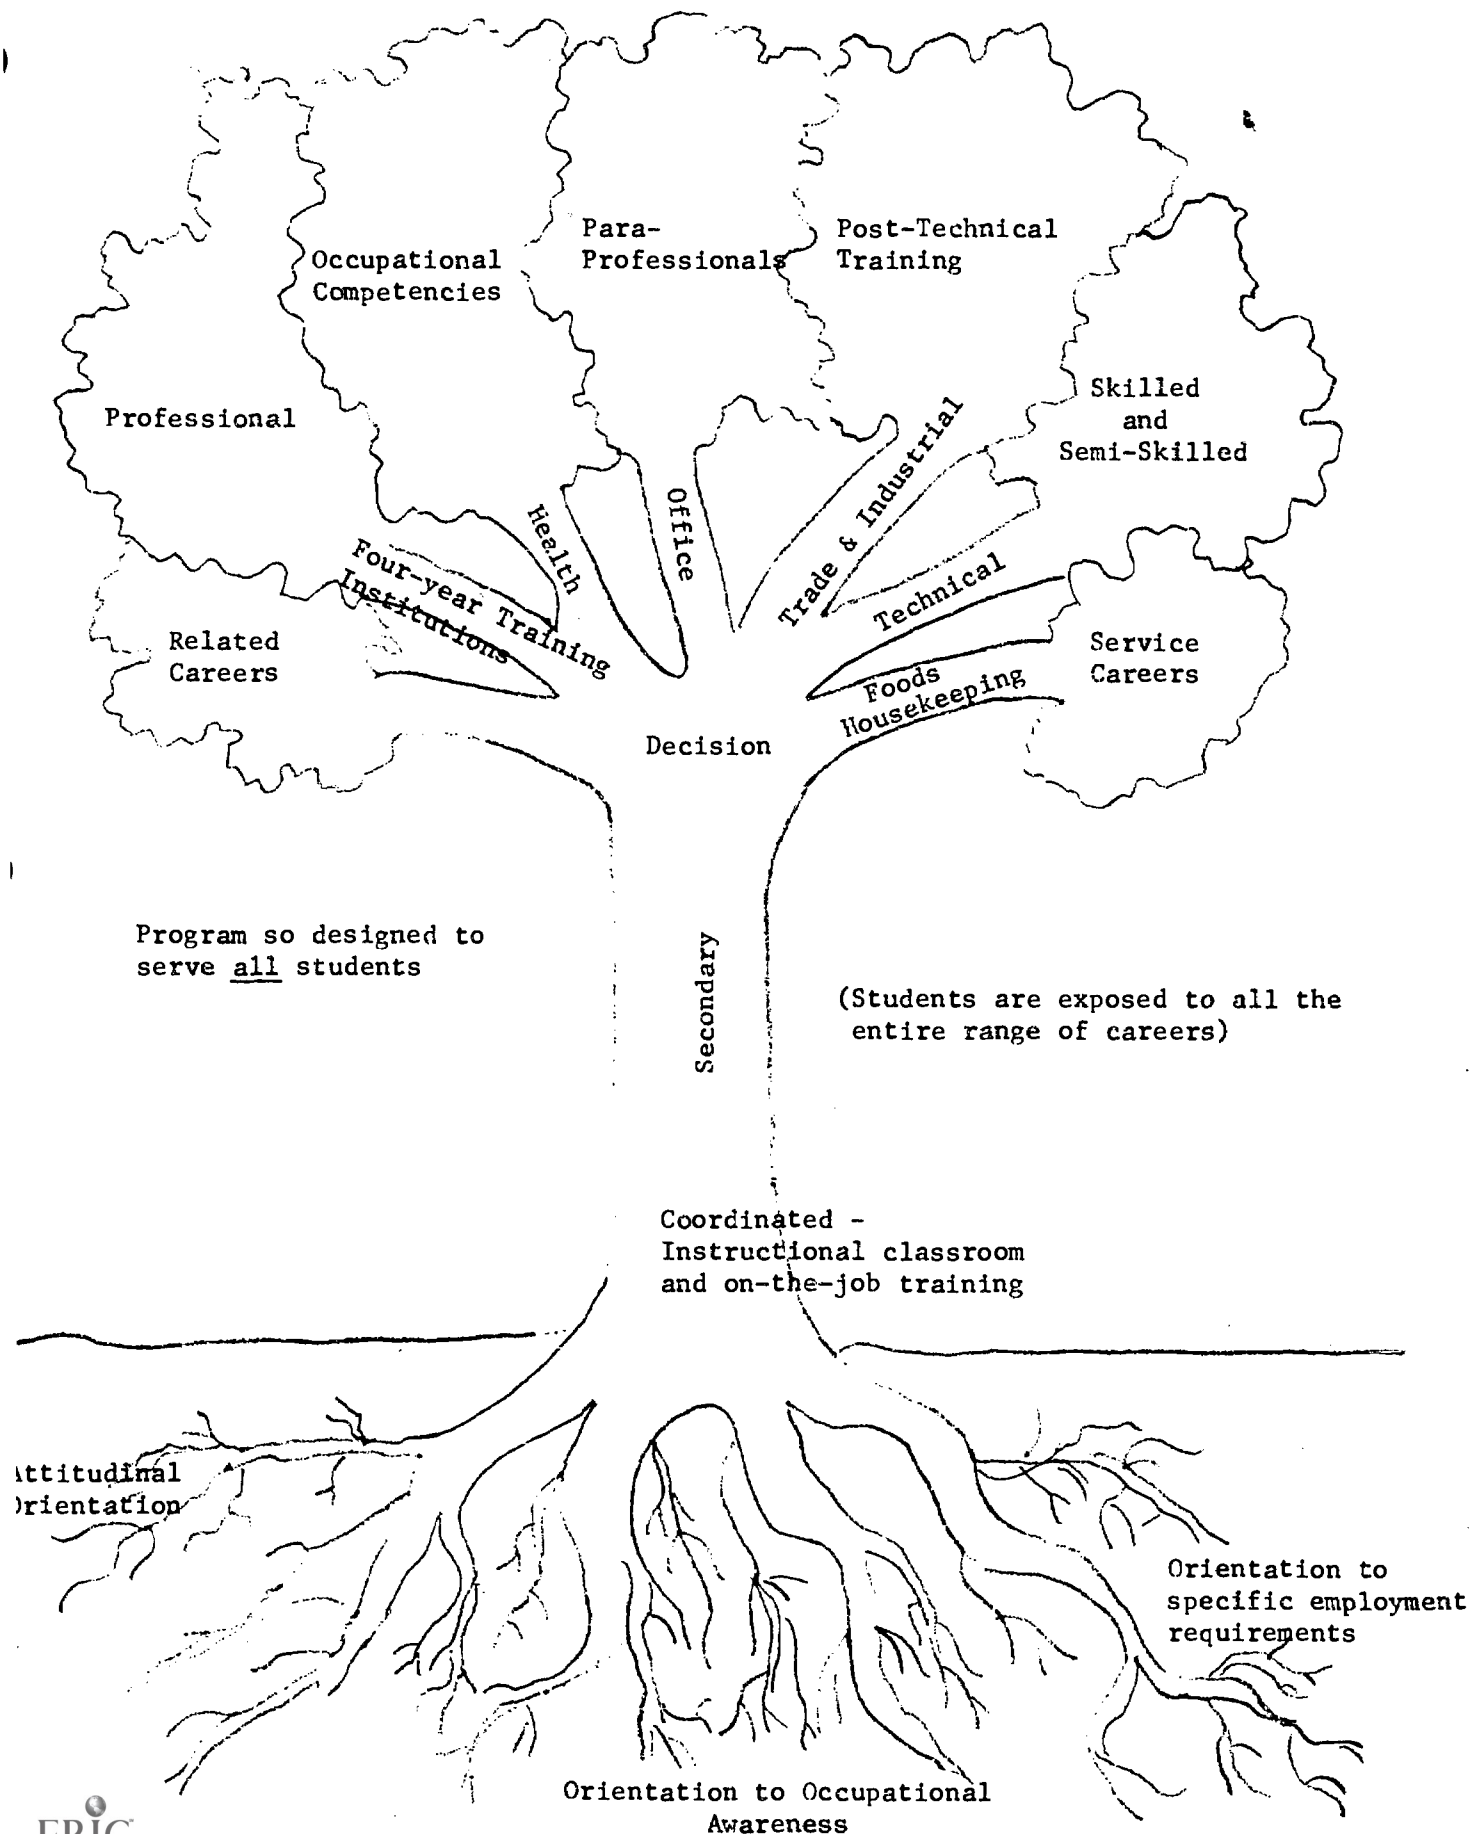 Para-
Professionals
Post-Technical
Training
Occupational
Competencies
Professional
Skilled
and
Semi-Skilled
Related
Careers
Four-year Training
Institutions
Health
Office
Trade & Industrial
Technical
Foods
Housekeeping
Service
Careers
Decision
Program so designed to
serve all students
Secondary
(Students are exposed to all the
entire range of careers)
Coordinated -
Instructional classroom
and on-the-job training
ttitudinal
rientation
Orientation to
specific employment
requirements
Orientation to Occupational
Awareness
ERIC